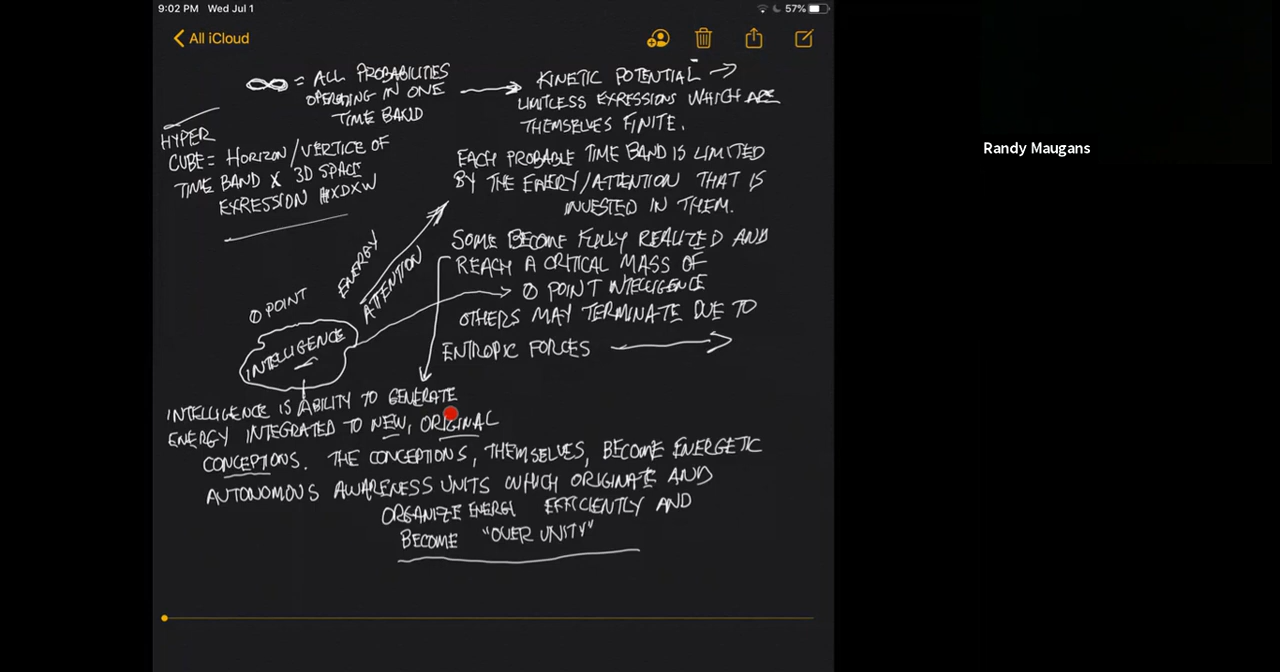 9:02 PM Wed Jul 1
57%
All iCloud
∞ = ALL PROBABILITIES
OPERATING IN ONE
TIME BAND
KINETIC POTENTIAL →
LIMITLESS EXRESSIONS WHICH ARE
THEMSELVES FINITE.
HYPER
CUBE = HORIZON/VERTICE OF
TIME BAND X 3D SPACE
EXRESSION HXDXW
EACH PROBABLE TIME BAND IS LIMITED
BY THE ENERY/ATTENTION THAT IS
INVESTED IN THEM.
ENERGY
ATTENTION
SOME BECOME FULLY REALIZED AND
REACH A CRITICAL MASS OF
0 POINT INTELLIGENCE
OTHERS MAY TERMINATE DUE TO
ENTROPIC FORCES
0 POINT
INTELLIGENCE
INTELLIGENCE IS ABILITY TO GENERATE
ENERGY INTEGRATED TO NEW, ORIGINAL
CONCEPTIONS. THE CONCEPTIONS, THEMSELVES, BECOME ENERGETIC
AUTONOMOUS AWARENESS UNITS WHICH ORIGINATE AND
ORGANIZE ENERGY EFFICIENTLY AND
BECOME "OVER UNITY"
Randy Maugans